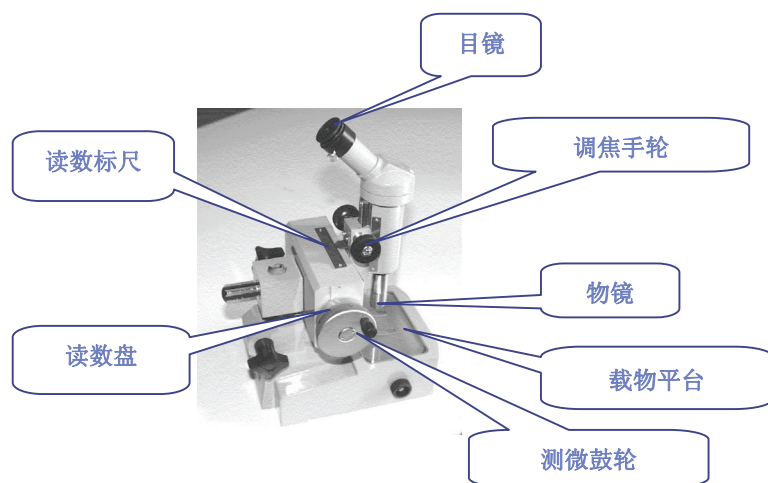 目镜
读数标尺
调焦手轮
物镜
读数盘
载物平台
测微鼓轮